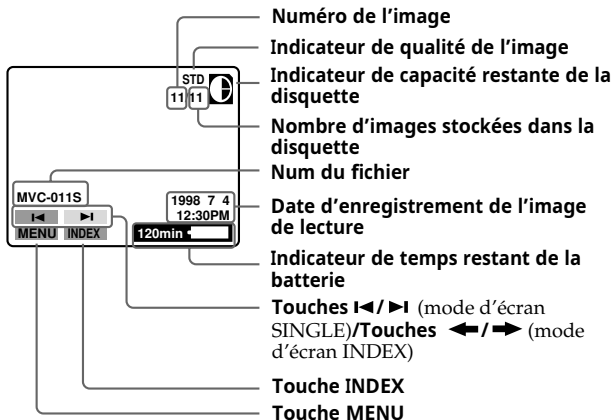 Numéro de l'image
Indicateur de qualité de l'image
Indicateur de capacité restante de la
disquette
Nombre d'images stockées dans la
disquette
Num du fichier
Date d'enregistrement de l'image
de lecture
Indicateur de temps restant de la
batterie
Touches / (mode d'écran
SINGLE)/Touches / (mode
d'écran INDEX)
Touche INDEX
Touche MENU
STD
11 11
MVC-011S
1998 7 4
12:30PM
MENU INDEX
120min